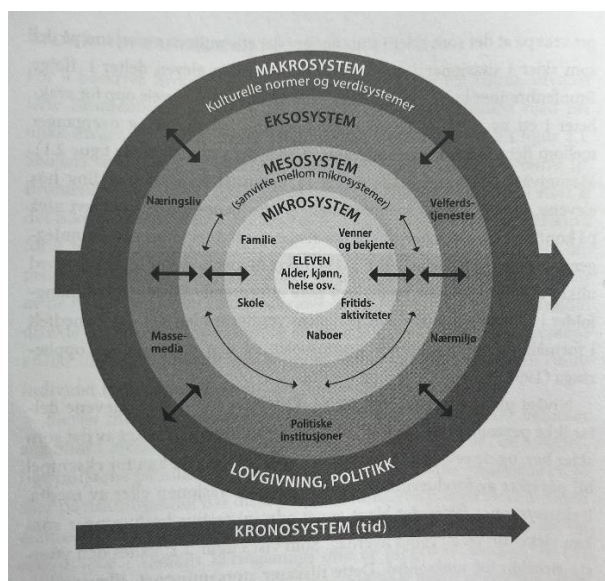 MAKROSYSTEM
Kulturelle normer og verdisystemer
EKSOSYSTEM
MESOSYSTEM
(samvirke mellom mikrosystemer)
MIKROSYSTEM
Næringsliv
Velferds-
tjenester
Familie
Venner
og bekjente
ELEVEN
Alder, kjønn,
helse osv.
Skole
Fritids-
aktiviteter
Naboer
Masse-
media
Nærmiljø
Politiske
institusjoner
LOVGIVNING, POLITIKK
KRONOSYSTEM (tid)